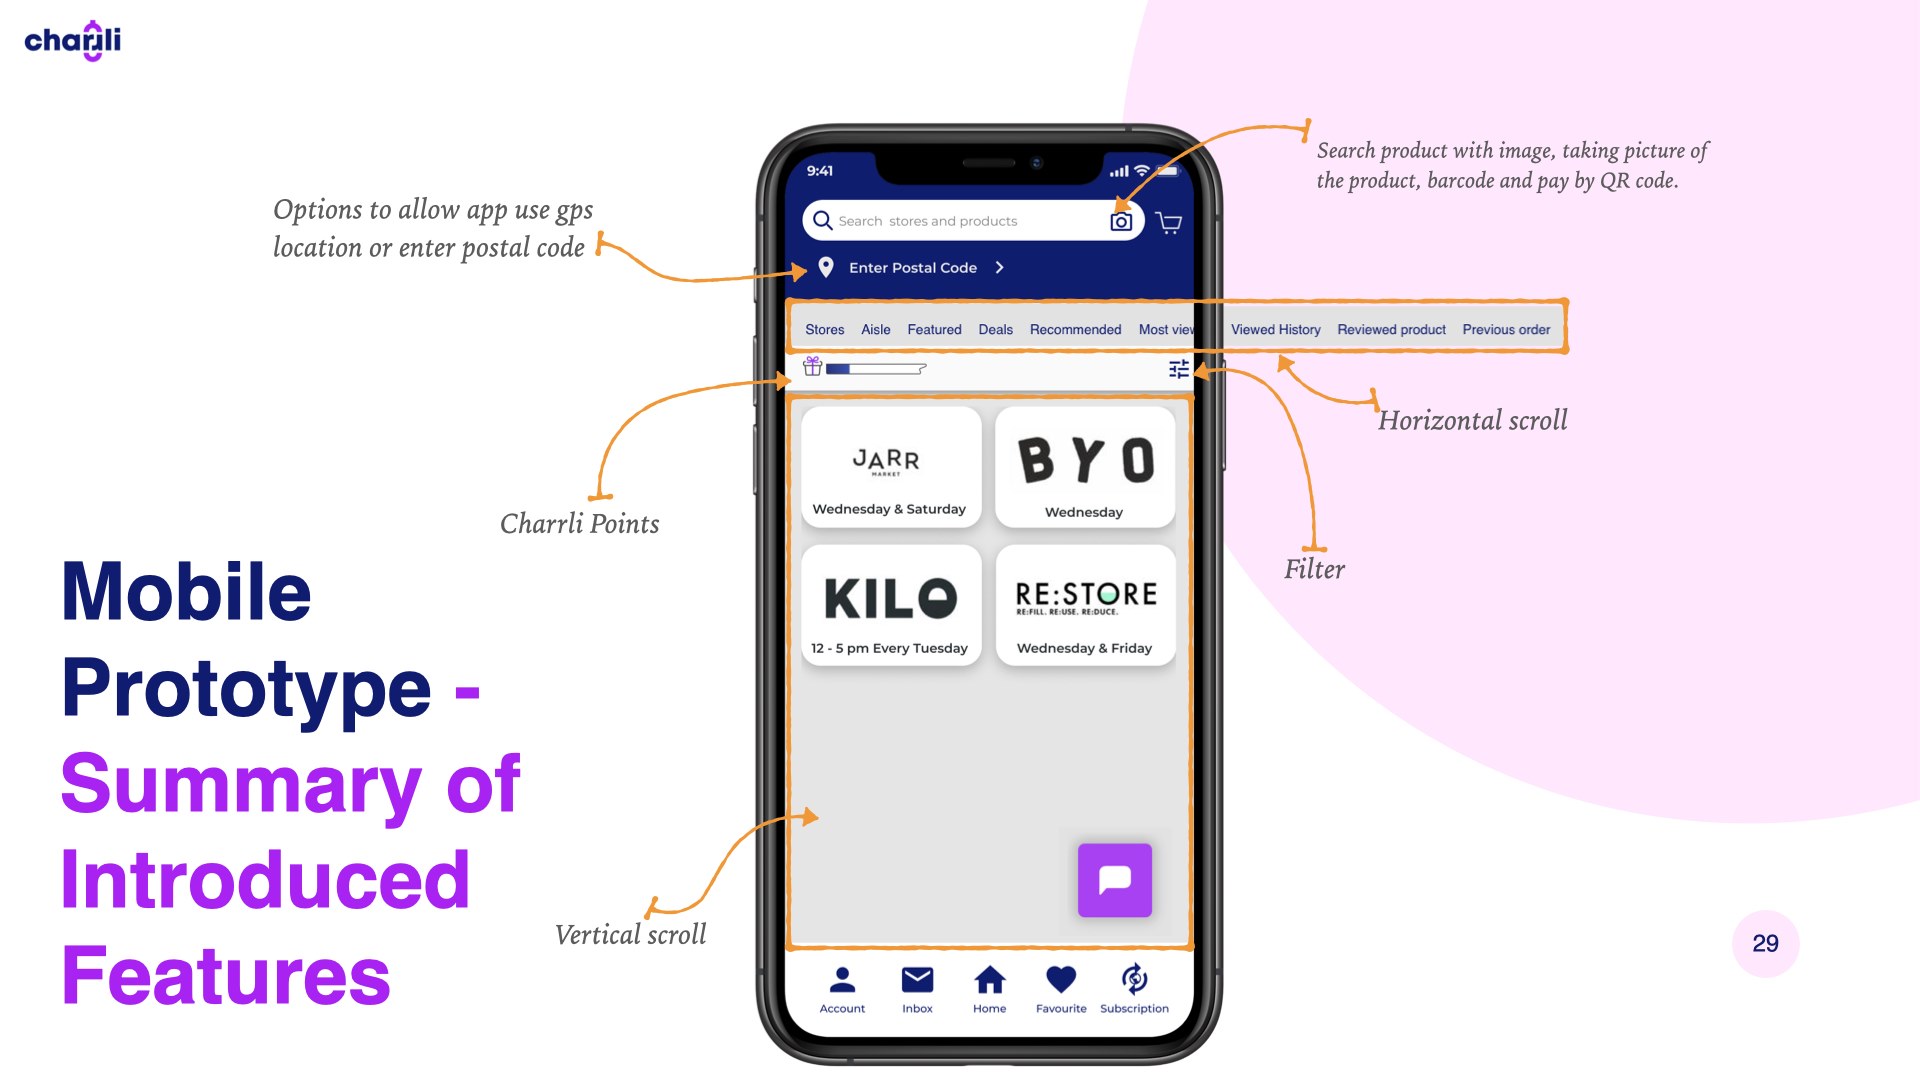 charrli
Search product with image, taking picture of
the product, barcode and pay by QR code.
Options to allow app use gps
location or enter postal code
9:41
Search stores and products
Enter Postal Code
Stores Aisle Featured Deals Recommended Most view Viewed History Reviewed product Previous order
Horizontal scroll
Charrli Points
Filter
JARR
MARKET
Wednesday & Saturday
BYO
Wednesday
KILO
12 - 5 pm Every Tuesday
RE:STORE
RE:FILL. RE:USE. RE:DUCE.
Wednesday & Friday
Mobile
Prototype -
Summary of
Introduced
Features
Vertical scroll
29
Account Inbox Home Favourite Subscription